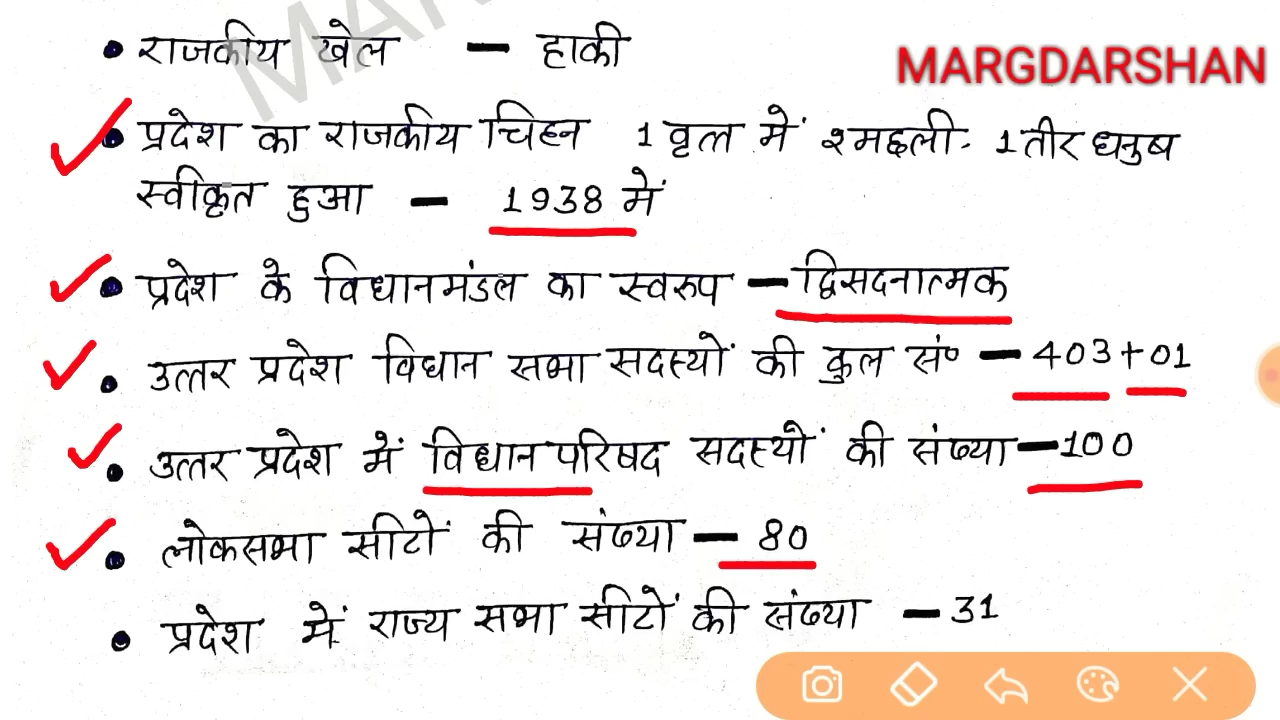 • राजकीय खेल — हाकी
MARGDARSHAN
• प्रदेश का राजकीय चिह्न 1 वृत्त में 2 मछली - 1 तीर धनुष
स्वीकृत हुआ — 1938 में
• प्रदेश के विधानमंडल का स्वरुप — द्विसदनात्मक
• उत्तर प्रदेश विधान सभा सदस्यों की कुल सं० — 403 + 01
• उत्तर प्रदेश में विधान परिषद सदस्यों की संख्या — 100
• लोकसभा सीटों की संख्या — 80
• प्रदेश में राज्य सभा सीटों की संख्या — 31